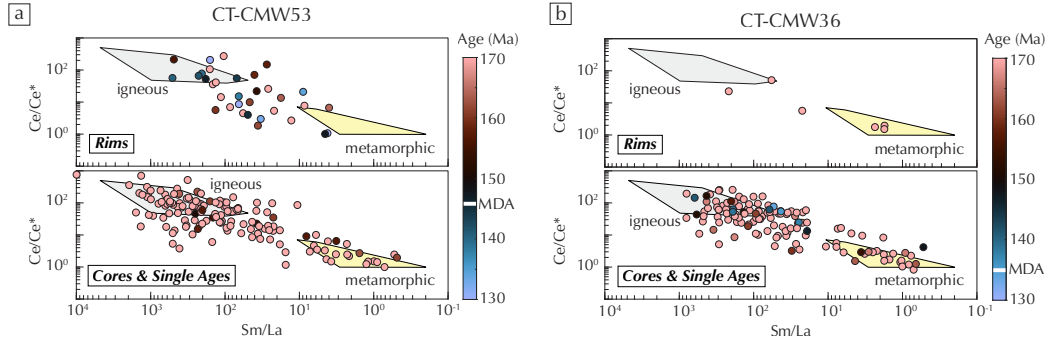 a
CT-CMW53
Age (Ma)
170
160
150
MDA
140
130
Ce/Ce*
10²
10⁰
igneous
Rims
metamorphic
Ce/Ce*
10²
10⁰
igneous
Cores & Single Ages
metamorphic
10⁴ 10³ 10² 10¹ 10⁰ 10⁻¹
Sm/La
b
CT-CMW36
Age (Ma)
170
160
150
140
MDA
130
Ce/Ce*
10²
10⁰
igneous
Rims
metamorphic
Ce/Ce*
10²
10⁰
igneous
Cores & Single Ages
metamorphic
10⁴ 10³ 10² 10¹ 10⁰ 10⁻¹
Sm/La